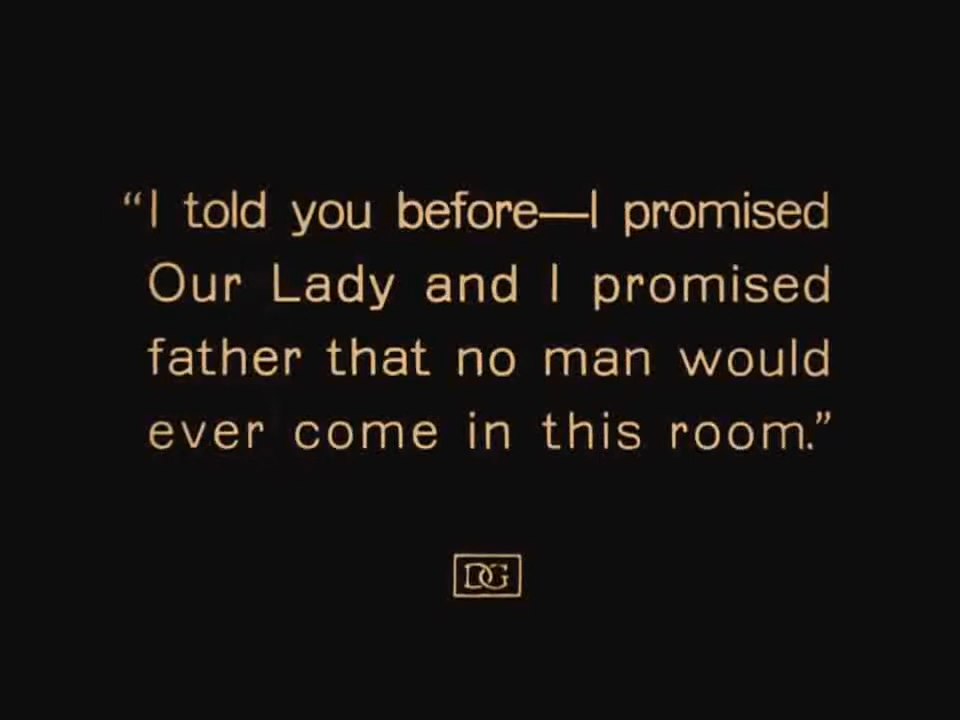 “I told you before—I promised
Our Lady and I promised
father that no man would
ever come in this room.”
DG